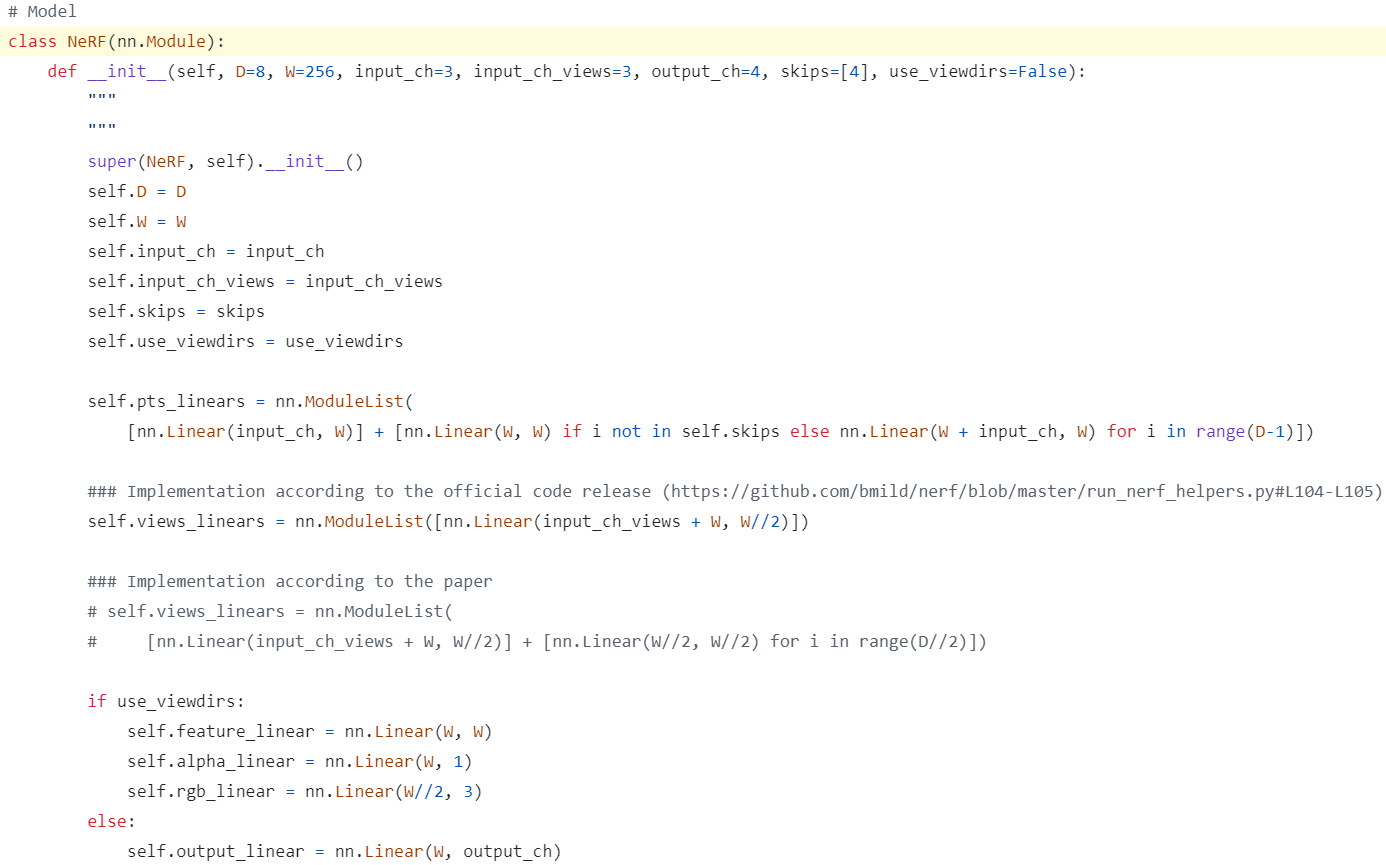 # Model
class NeRF(nn.Module):
    def __init__(self, D=8, W=256, input_ch=3, input_ch_views=3, output_ch=4, skips=[4], use_viewdirs=False):
        """
        """
        super(NeRF, self).__init__()
        self.D = D
        self.W = W
        self.input_ch = input_ch
        self.input_ch_views = input_ch_views
        self.skips = skips
        self.use_viewdirs = use_viewdirs

        self.pts_linears = nn.ModuleList(
            [nn.Linear(input_ch, W)] + [nn.Linear(W, W) if i not in self.skips else nn.Linear(W + input_ch, W) for i in range(D-1)])

        ### Implementation according to the official code release (https://github.com/bmild/nerf/blob/master/run_nerf_helpers.py#L104-L105)
        self.views_linears = nn.ModuleList([nn.Linear(input_ch_views + W, W//2)])

        ### Implementation according to the paper
        # self.views_linears = nn.ModuleList(
        #     [nn.Linear(input_ch_views + W, W//2)] + [nn.Linear(W//2, W//2) for i in range(D//2)])

        if use_viewdirs:
            self.feature_linear = nn.Linear(W, W)
            self.alpha_linear = nn.Linear(W, 1)
            self.rgb_linear = nn.Linear(W//2, 3)
        else:
            self.output_linear = nn.Linear(W, output_ch)